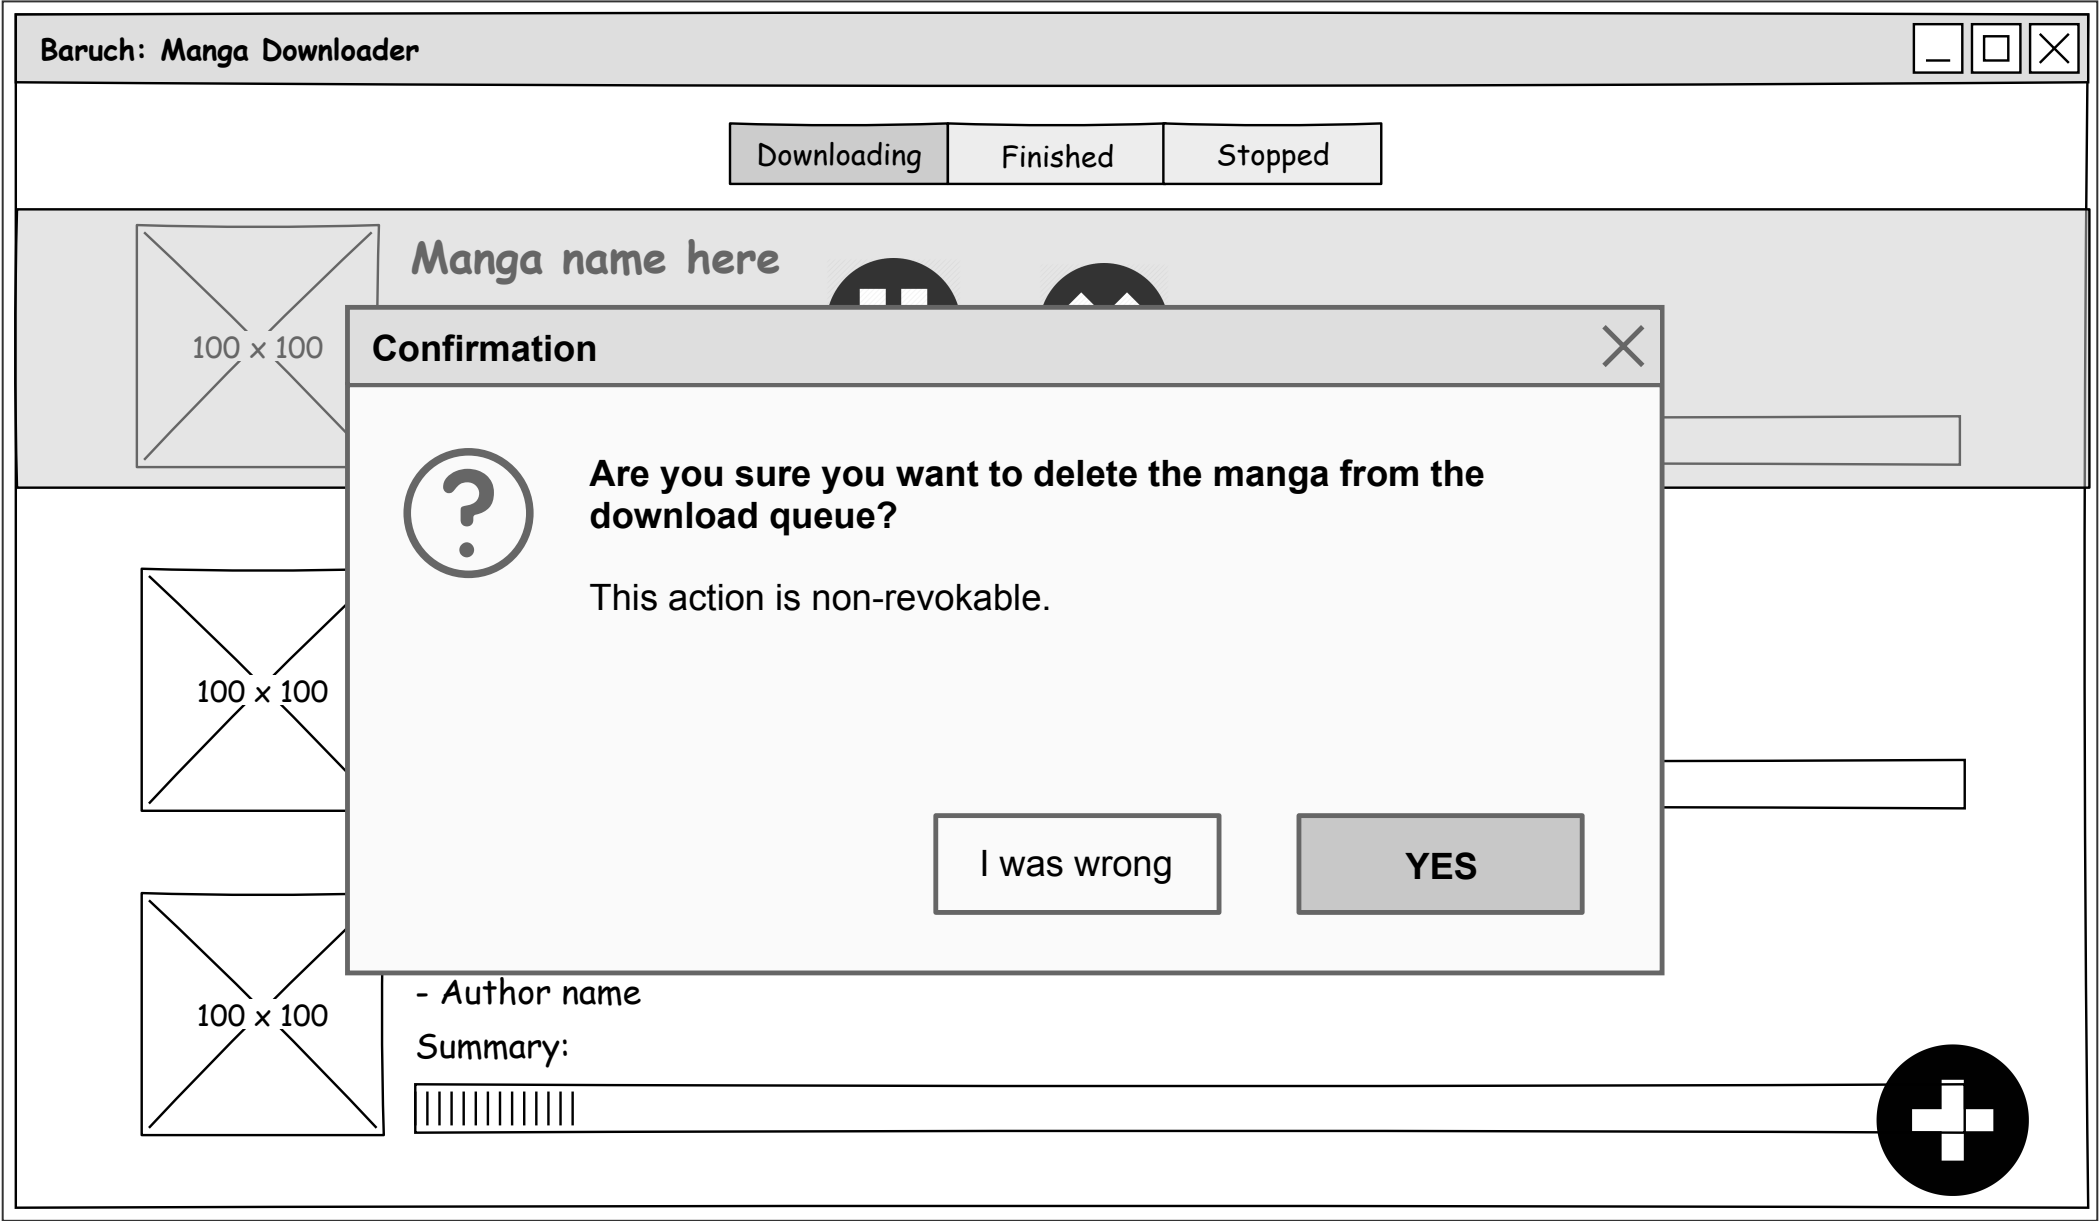 Baruch: Manga Downloader
Downloading
Finished
Stopped
Manga name here
100 x 100
Confirmation
Are you sure you want to delete the manga from the
download queue?
This action is non-revokable.
100 x 100
I was wrong
YES
- Author name
100 x 100
Summary: